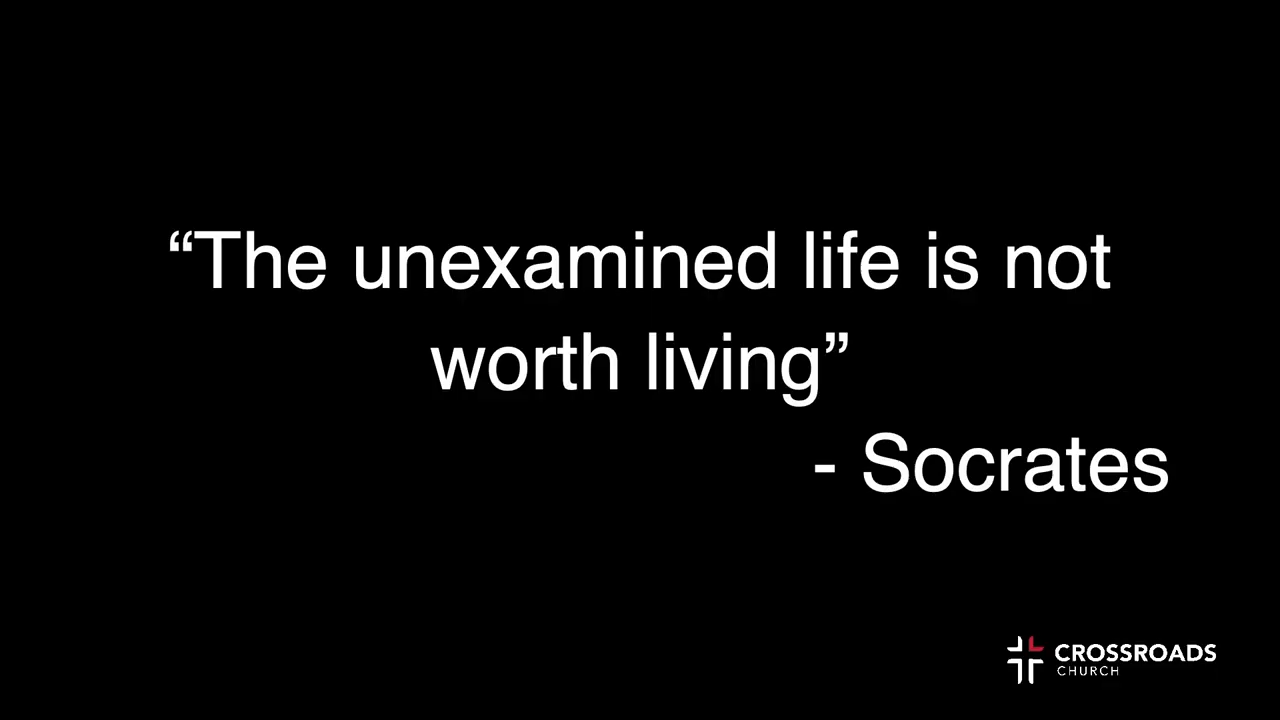 “The unexamined life is not
worth living”
- Socrates
CROSSROADS
CHURCH